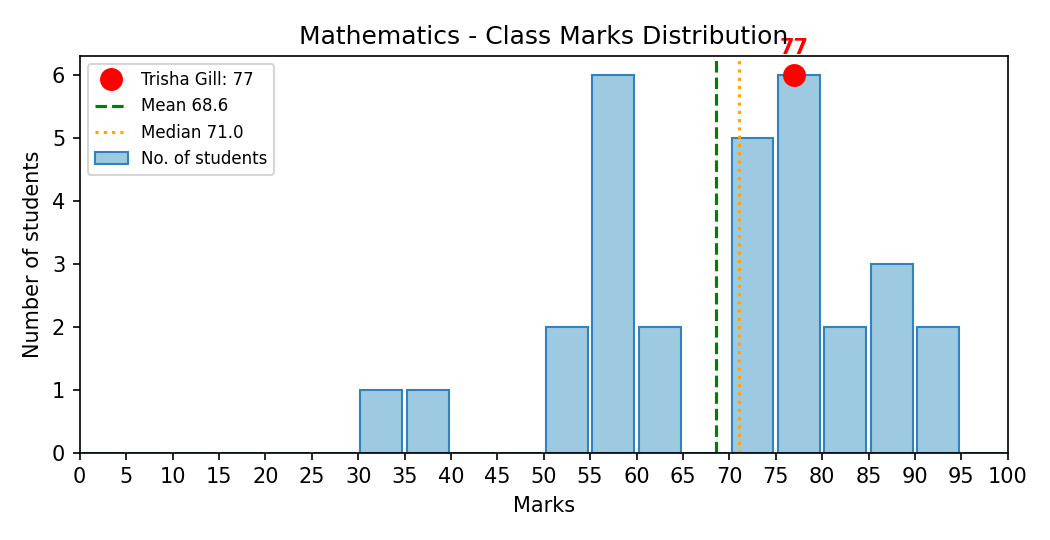 Mathematics - Class Marks Distribution
77
Trisha Gill: 77
Mean 68.6
Median 71.0
No. of students
Number of students
6
5
4
3
2
1
0
0 5 10 15 20 25 30 35 40 45 50 55 60 65 70 75 80 85 90 95 100
Marks